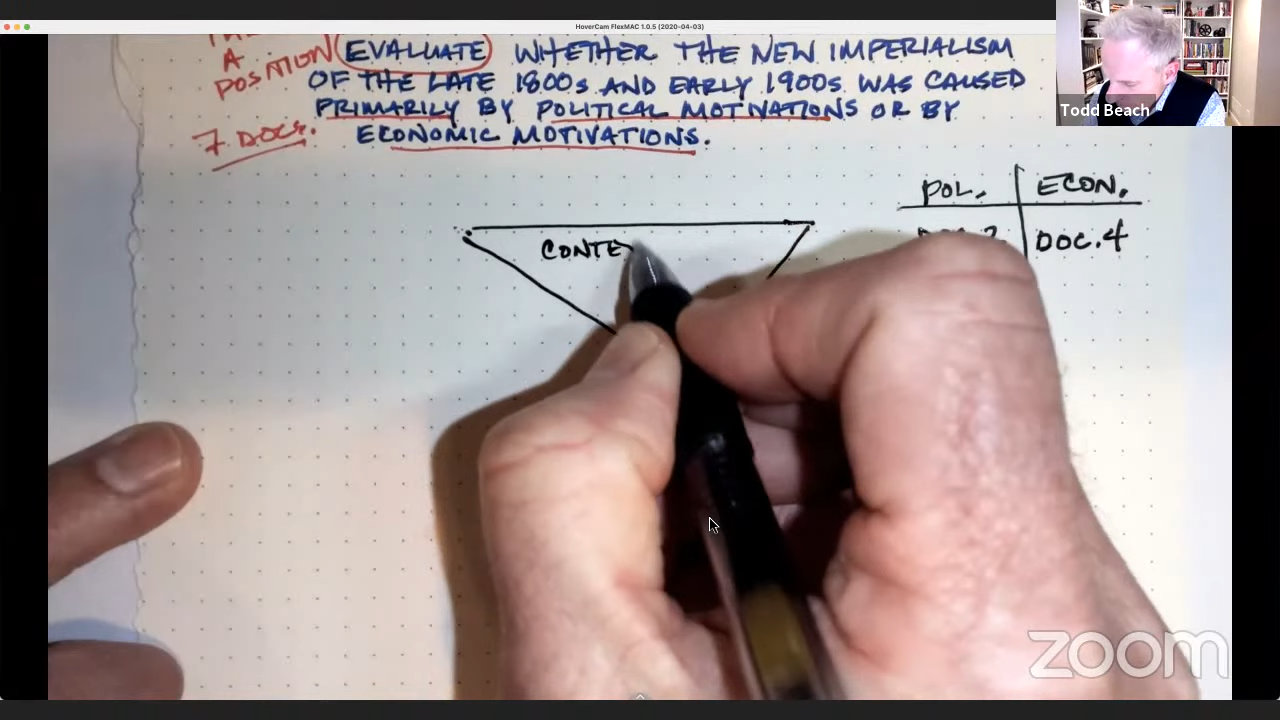 HoverCam FlexMAC 1.0.5 (2020-04-03)
A
POSITION
EVALUATE WHETHER THE NEW IMPERIALISM
OF THE LATE 1800s AND EARLY 1900s WAS CAUSED
PRIMARILY BY POLITICAL MOTIVATIONS OR BY
7 DOCS. ECONOMIC MOTIVATIONS.
Todd Beach
POL. ECON.
DOC. 4
CONTE
zoom